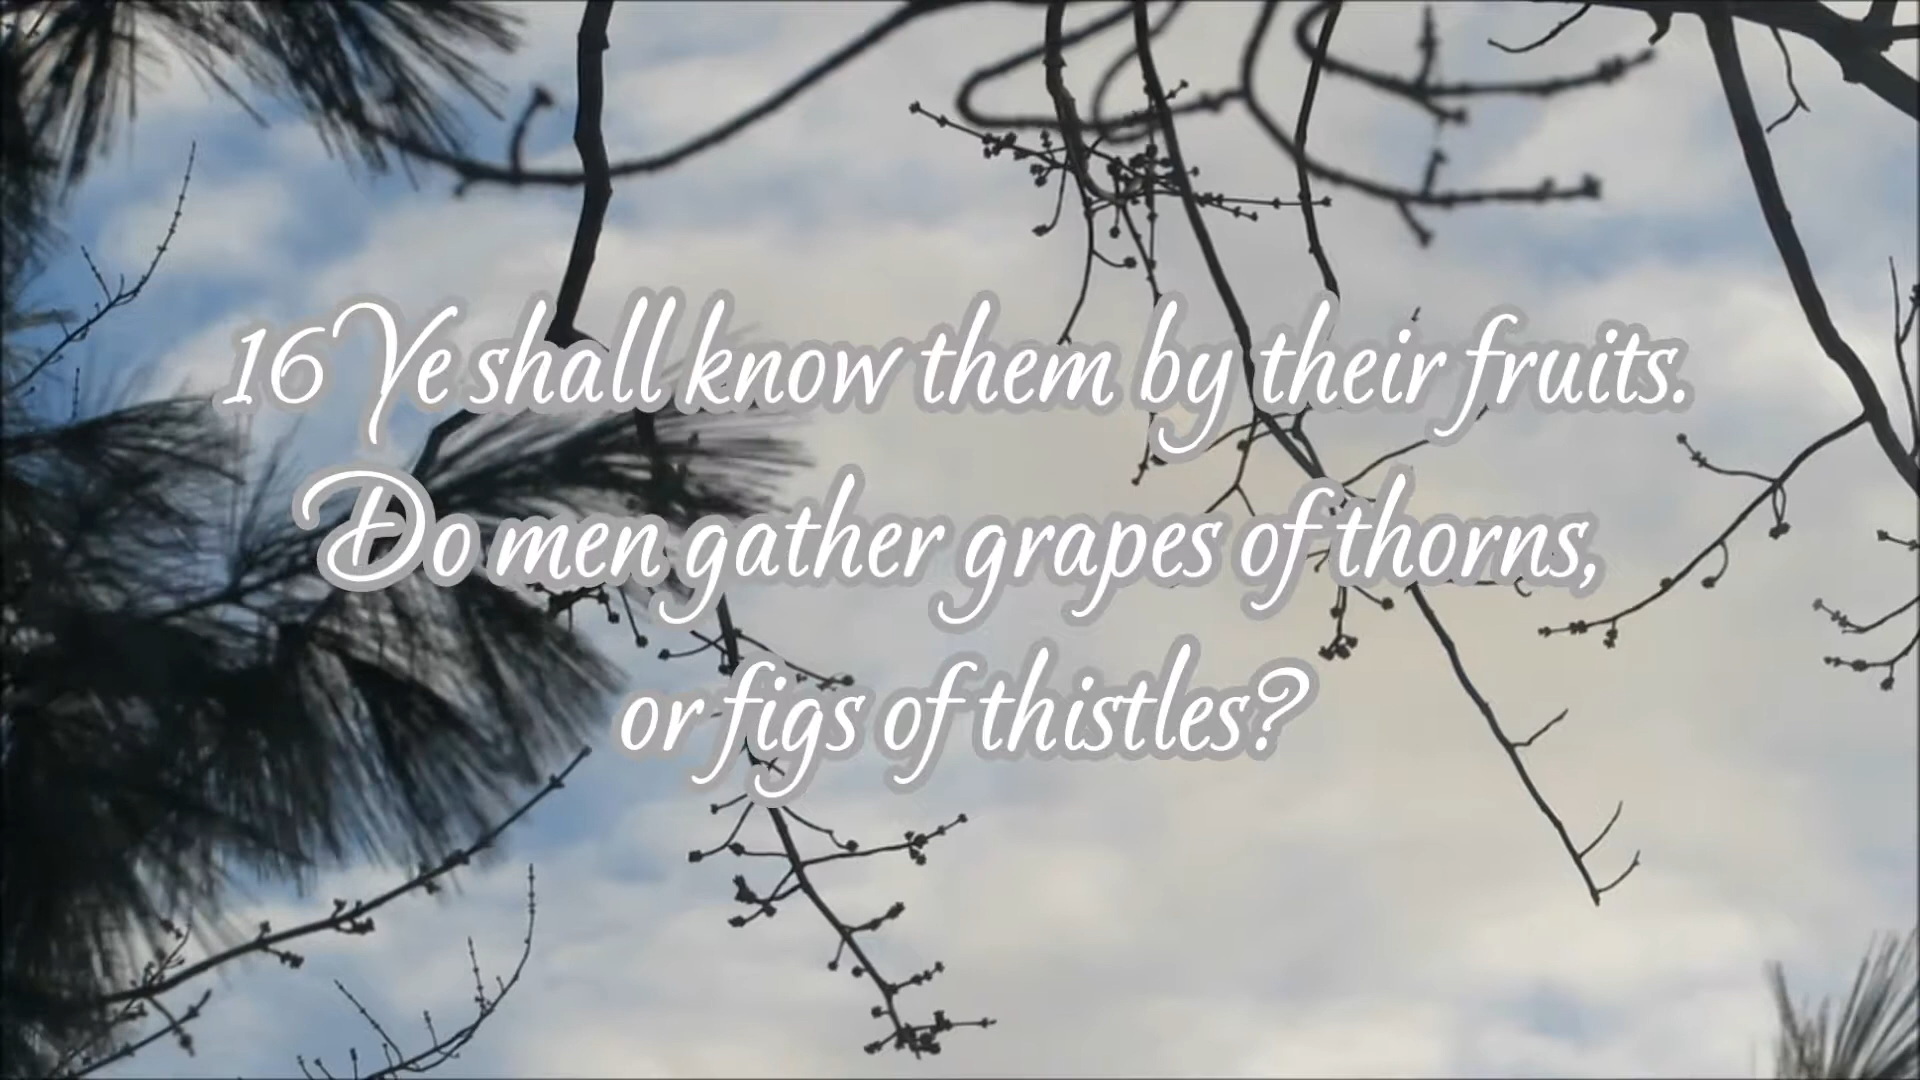 16 Ye shall know them by their fruits.
Do men gather grapes of thorns,
or figs of thistles?